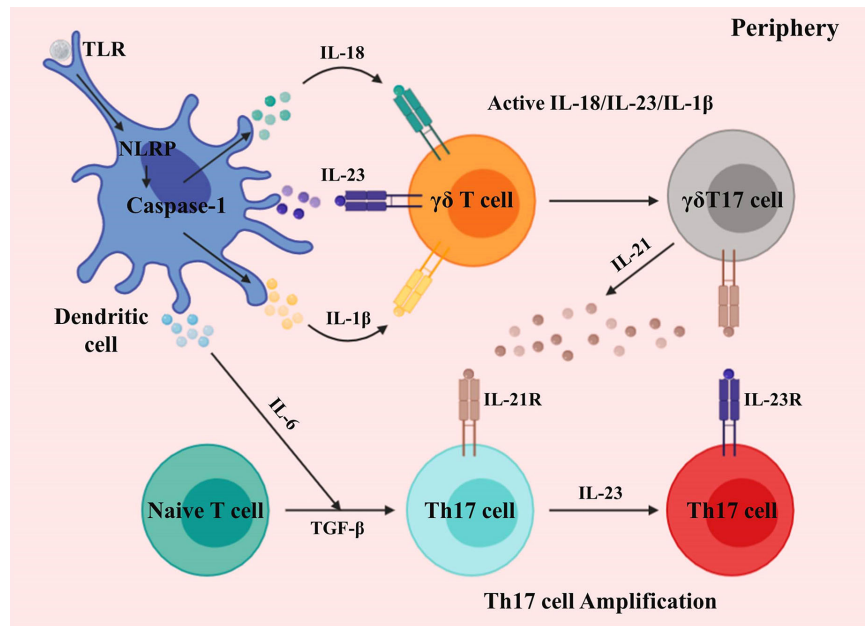 Periphery
TLR
IL-18
Active IL-18/IL-23/IL-1β
NLRP
IL-23
Caspase-1
γδ T cell
γδT17 cell
IL-21
IL-1β
Dendritic
cell
IL-6
IL-21R
IL-23R
Naive T cell
TGF-β
Th17 cell
IL-23
Th17 cell
Th17 cell Amplification